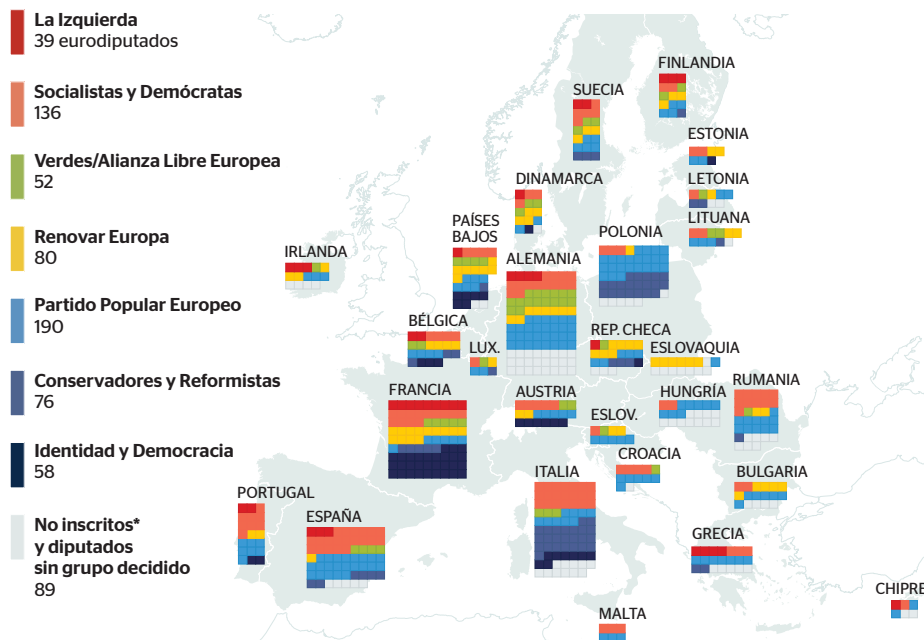 La Izquierda
39 eurodiputados
Socialistas y Demócratas
136
Verdes/Alianza Libre Europea
52
Renovar Europa
80
Partido Popular Europeo
190
Conservadores y Reformistas
76
Identidad y Democracia
58
No inscritos*
y diputados
sin grupo decidido
89
FINLANDIA
SUECIA
ESTONIA
LETONIA
DINAMARCA
LITUANA
PAÍSES
BAJOS
POLONIA
IRLANDA
ALEMANIA
BÉLGICA
LUX.
REP. CHECA
ESLOVAQUIA
FRANCIA
AUSTRIA
HUNGRÍA
RUMANIA
ESLOV.
CROACIA
ITALIA
BULGARIA
PORTUGAL
ESPAÑA
GRECIA
CHIPRE
MALTA